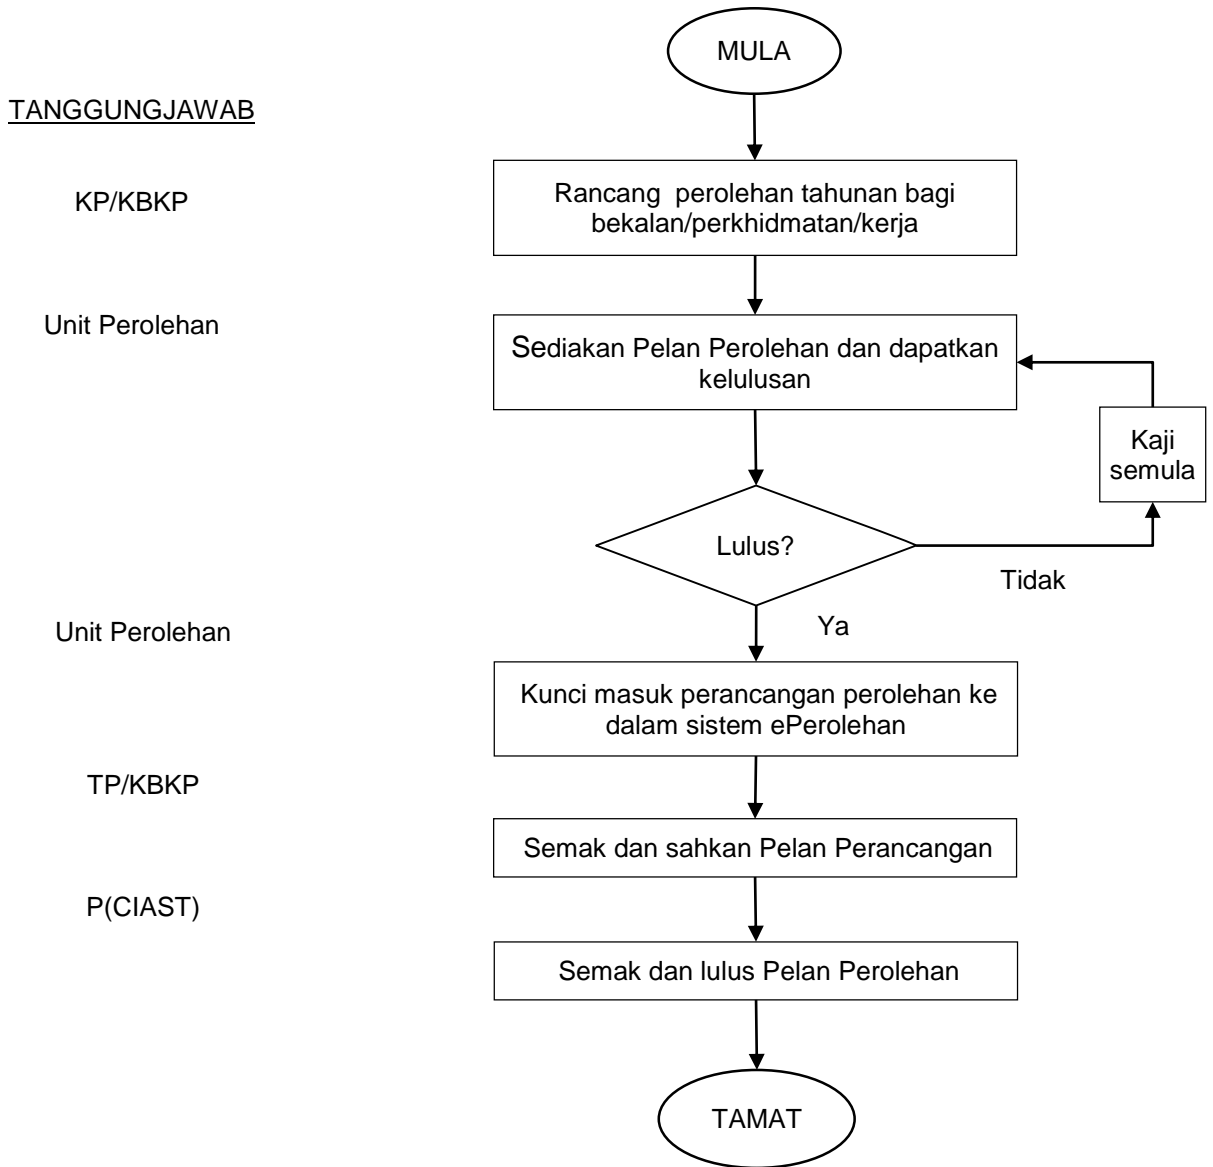 MULA
TANGGUNGJAWAB
KP/KBKP
Rancang perolehan tahunan bagi
bekalan/perkhidmatan/kerja
Unit Perolehan
Sediakan Pelan Perolehan dan dapatkan
kelulusan
Kaji
semula
Lulus?
Tidak
Ya
Unit Perolehan
Kunci masuk perancangan perolehan ke
dalam sistem ePerolehan
TP/KBKP
Semak dan sahkan Pelan Perancangan
P(CIAST)
Semak dan lulus Pelan Perolehan
TAMAT